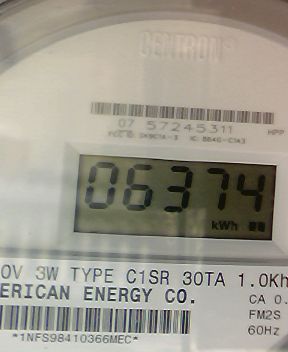 CENTRON®
07 57245311
HPP
06374
kWh
0V 3W TYPE C1SR 30TA 1.0Kh
ERICAN ENERGY CO.
CA 0.
FM2S
60Hz
*1NFS98410366MEC*